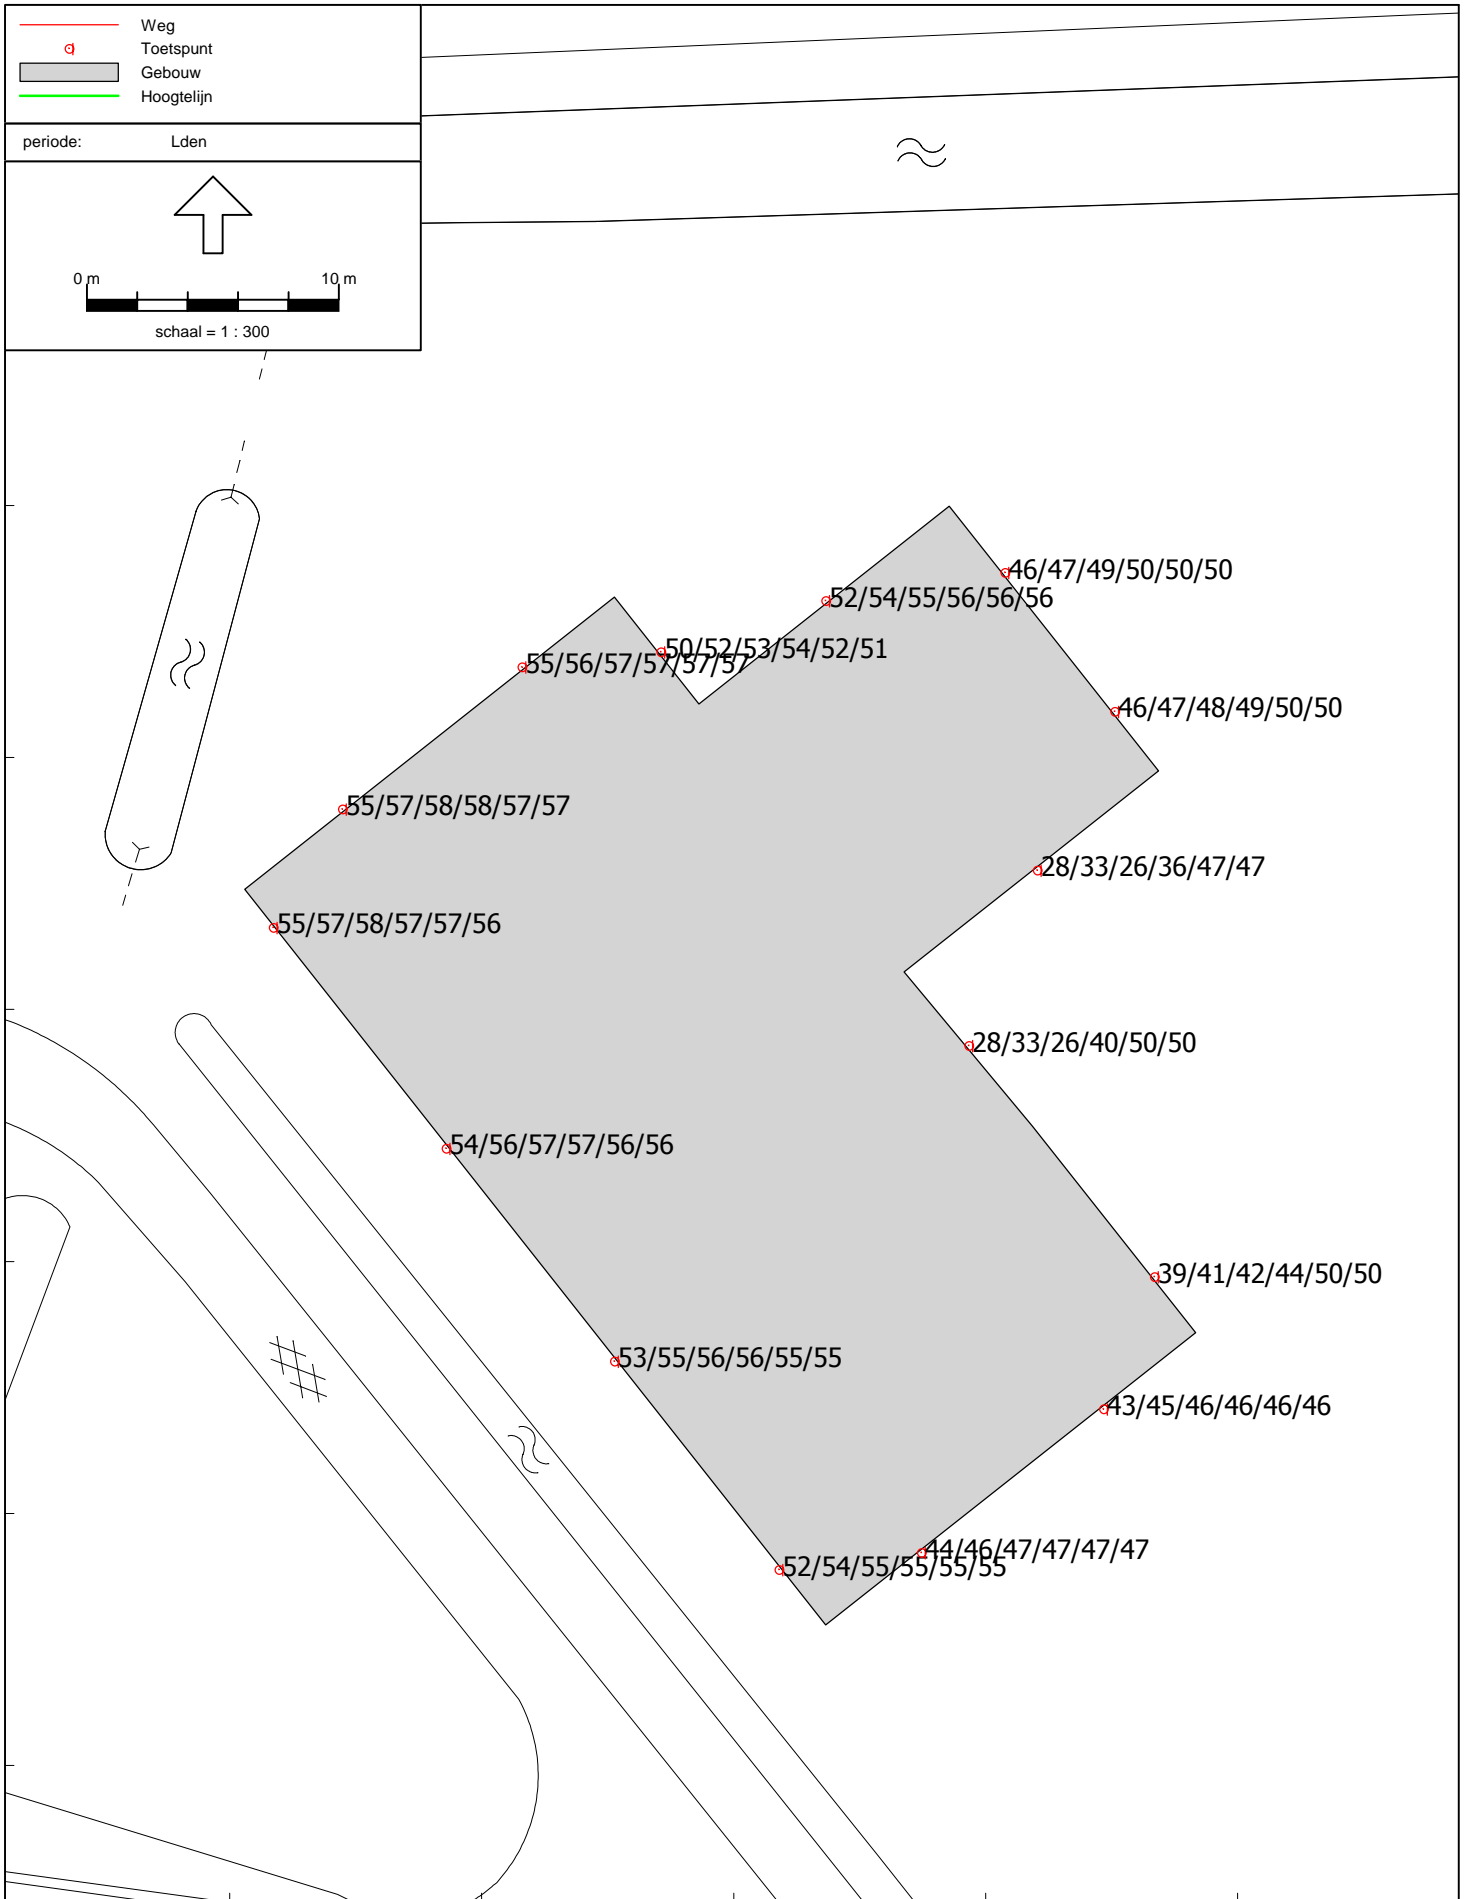 Weg
Toetspunt
Gebouw
Hoogtelijn
periode: Lden
0 m 10 m
schaal = 1 : 300
46/47/49/50/50/50
52/54/55/56/56/56
50/52/53/54/52/51
55/56/57/57/57/57
46/47/48/49/50/50
55/57/58/58/57/57
28/33/26/36/47/47
55/57/58/57/57/56
28/33/26/40/50/50
54/56/57/57/56/56
39/41/42/44/50/50
53/55/56/56/55/55
43/45/46/46/46/46
44/46/47/47/47/47
52/54/55/55/55/55